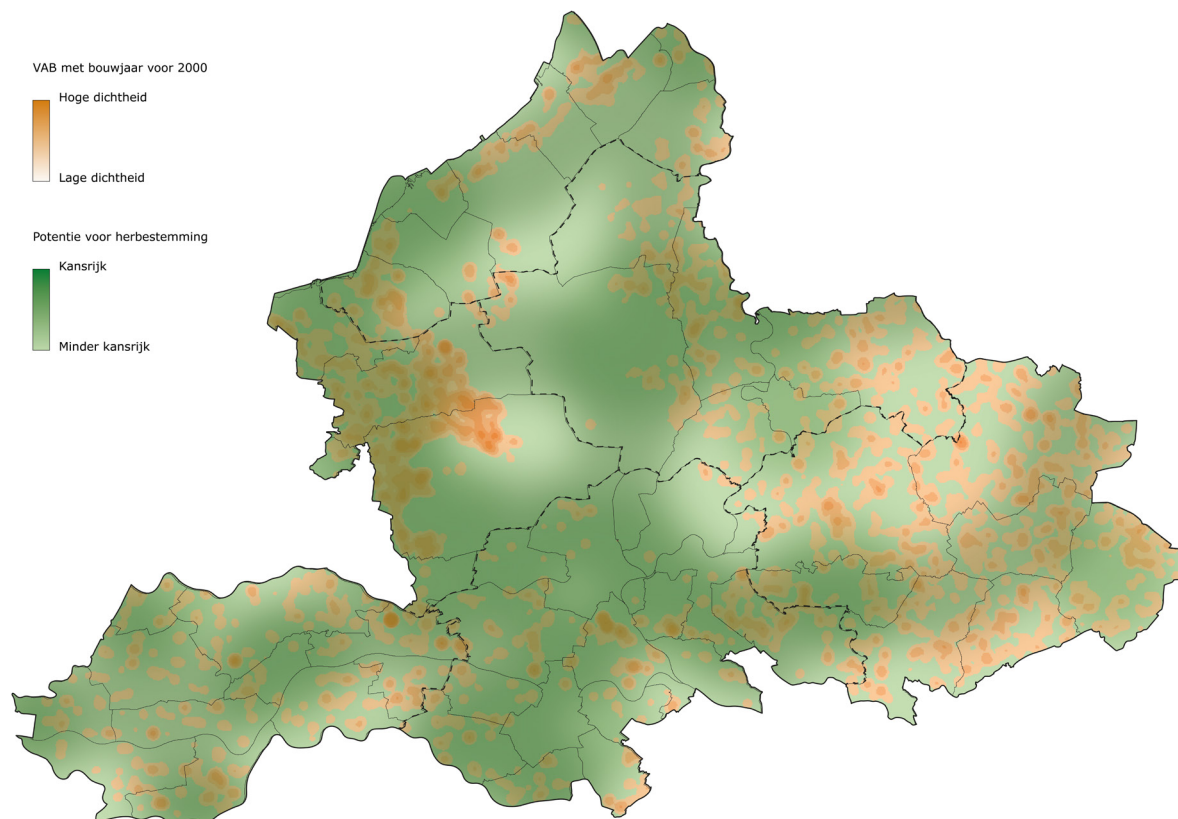 VAB met bouwjaar voor 2000
Hoge dichtheid
Lage dichtheid
Potentie voor herbestemming
Kansrijk
Minder kansrijk